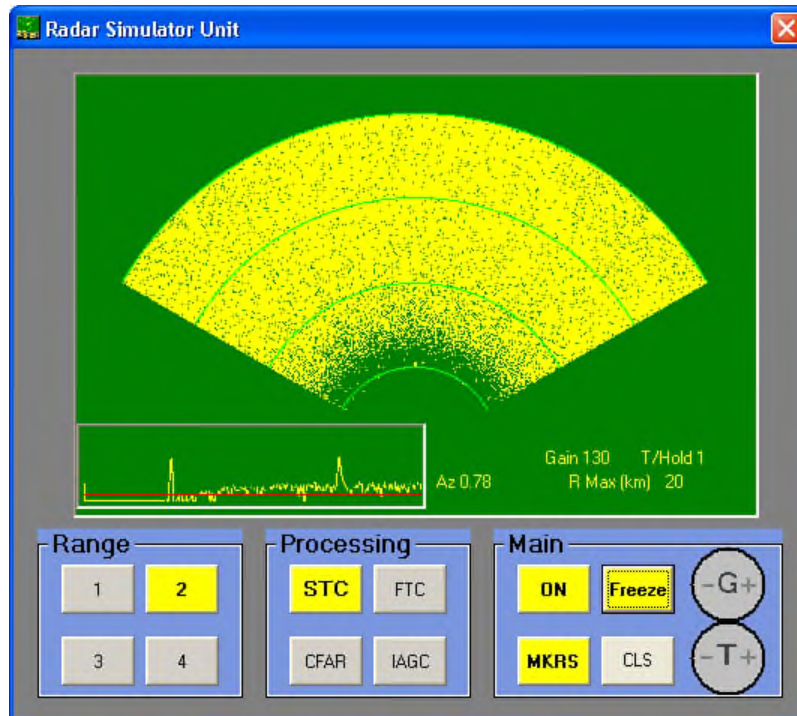 Radar Simulator Unit
Gain 130 T/Hold 1
Az 0.78 R Max (km) 20
Range Processing Main
1 2 STC FTC ON Freeze -G+
3 4 CFAR IAGC MKRS CLS -T+